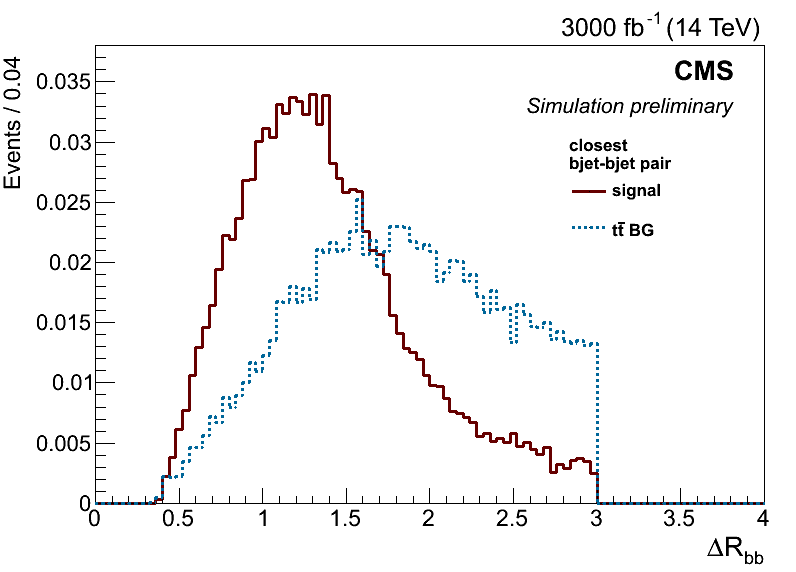 3000 fb⁻¹ (14 TeV)
CMS
Simulation preliminary
closest
bjet-bjet pair
signal
tt̄ BG
Events / 0.04
0.035
0.03
0.025
0.02
0.015
0.01
0.005
0
0 0.5 1 1.5 2 2.5 3 3.5 4
ΔR_bb